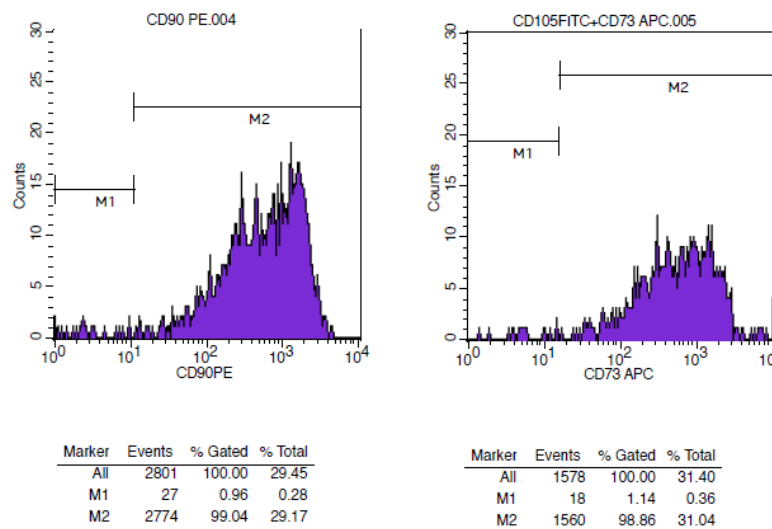 CD90 PE.004
30
25
20
15
10
5
0
Counts
M2
M1
10^0 10^1 10^2 10^3 10^4
CD90PE
Marker Events % Gated % Total
All 2801 100.00 29.45
M1 27 0.96 0.28
M2 2774 99.04 29.17
CD105FITC+CD73 APC.005
30
25
20
15
10
5
0
Counts
M2
M1
10^0 10^1 10^2 10^3
CD73 APC
Marker Events % Gated % Total
All 1578 100.00 31.40
M1 18 1.14 0.36
M2 1560 98.86 31.04